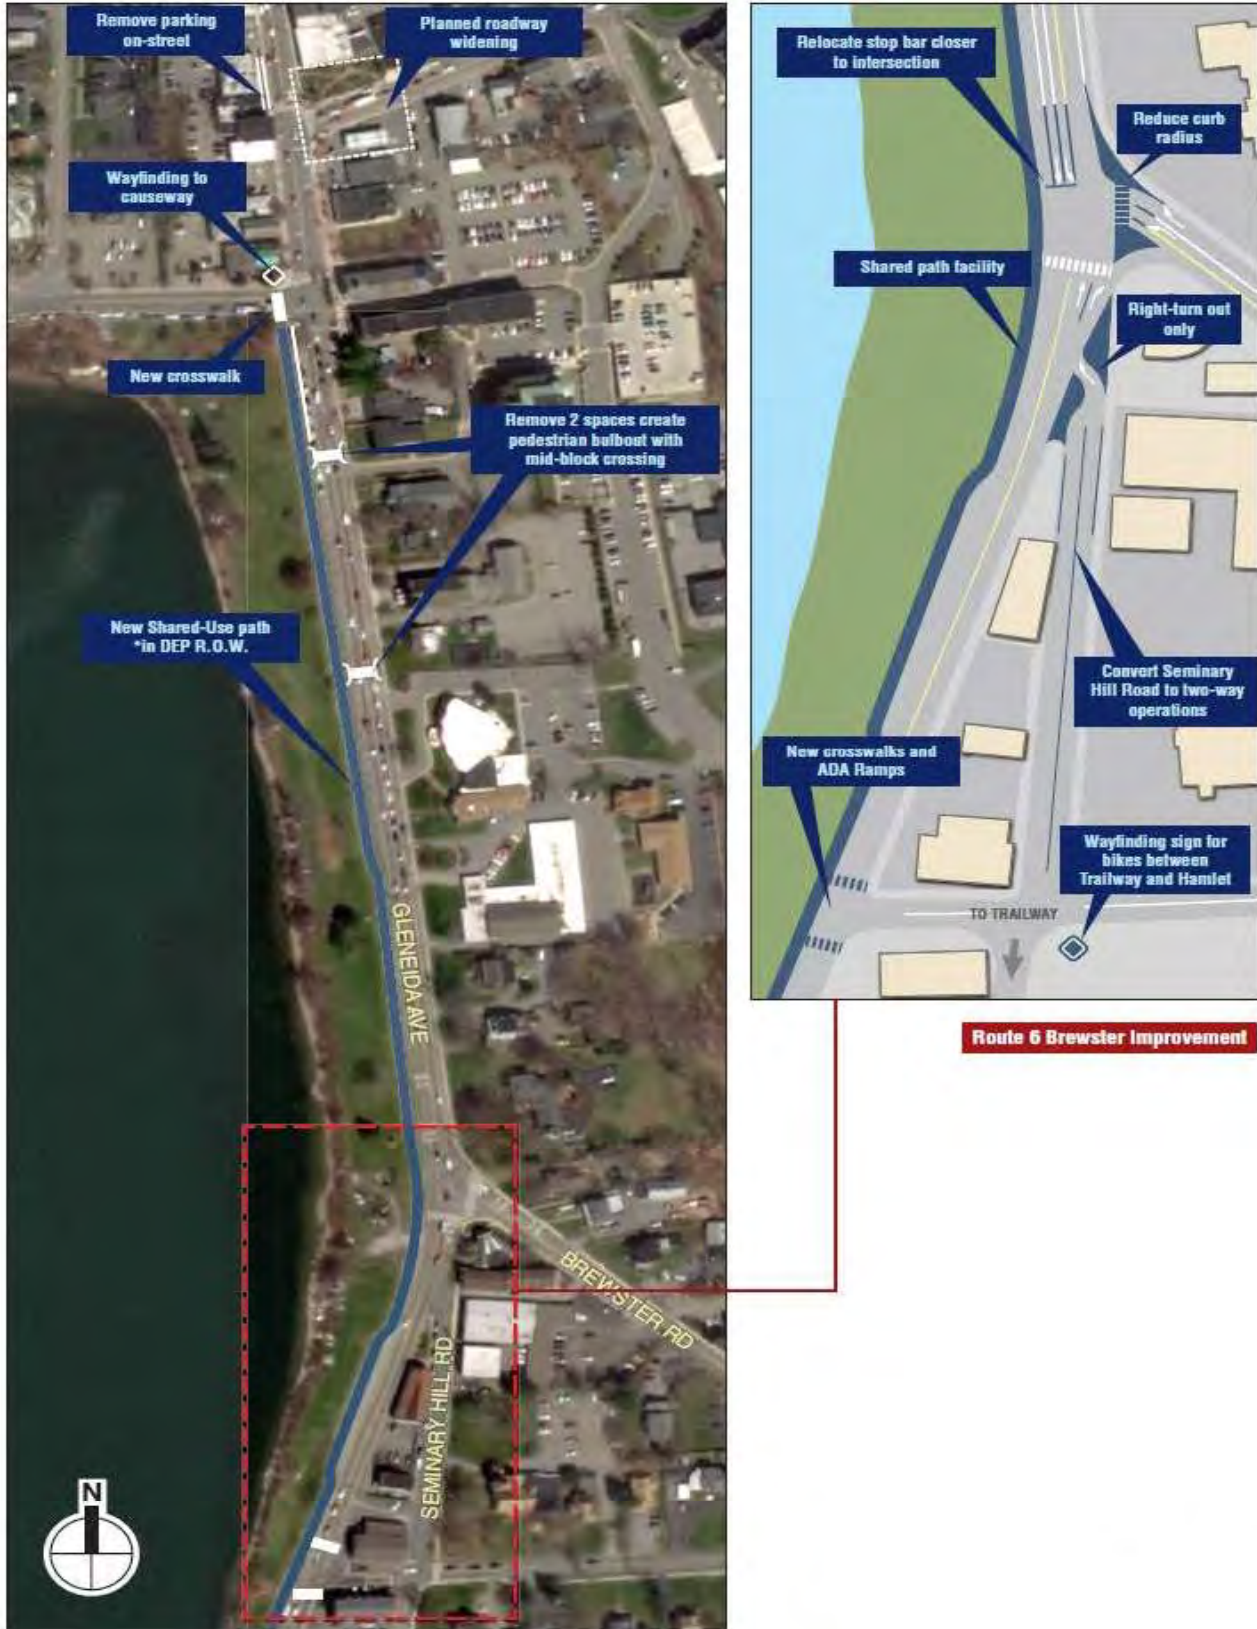 Remove parking
on-street
Planned roadway
widening
Wayfinding to
causeway
New crosswalk
Remove 2 spaces create
pedestrian bulbout with
mid-block crossing
New Shared-Use path
*in DEP R.O.W.
GLENEIDA AVE
BREWSTER RD
SEMINARY HILL RD
N
Relocate stop bar closer
to intersection
Reduce curb
radius
Shared path facility
Right-turn out
only
Convert Seminary
Hill Road to two-way
operations
New crosswalks and
ADA Ramps
Wayfinding sign for
bikes between
Trailway and Hamlet
TO TRAILWAY
Route 6 Brewster Improvement